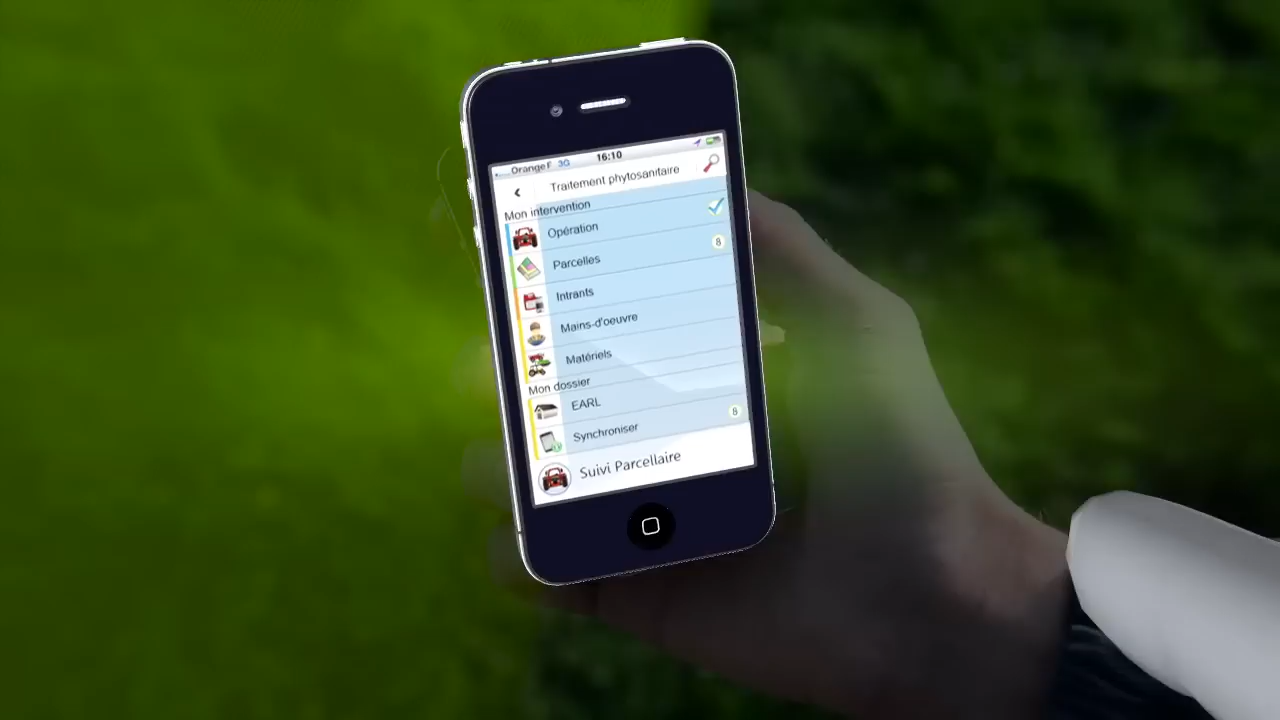 Orange F 3G 16:10
Traitement phytosanitaire
Mon intervention
Opération
Parcelles 8
Intrants
Mains-d'oeuvre
Matériels
Mon dossier
EARL
Synchroniser 8
Suivi Parcellaire